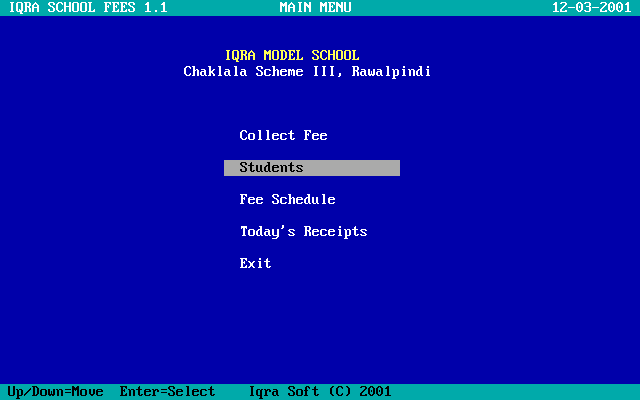 IQRA SCHOOL FEES 1.1 MAIN MENU 12-03-2001
IQRA MODEL SCHOOL
Chaklala Scheme III, Rawalpindi
Collect Fee
Students
Fee Schedule
Today's Receipts
Exit
Up/Down=Move Enter=Select Iqra Soft (C) 2001